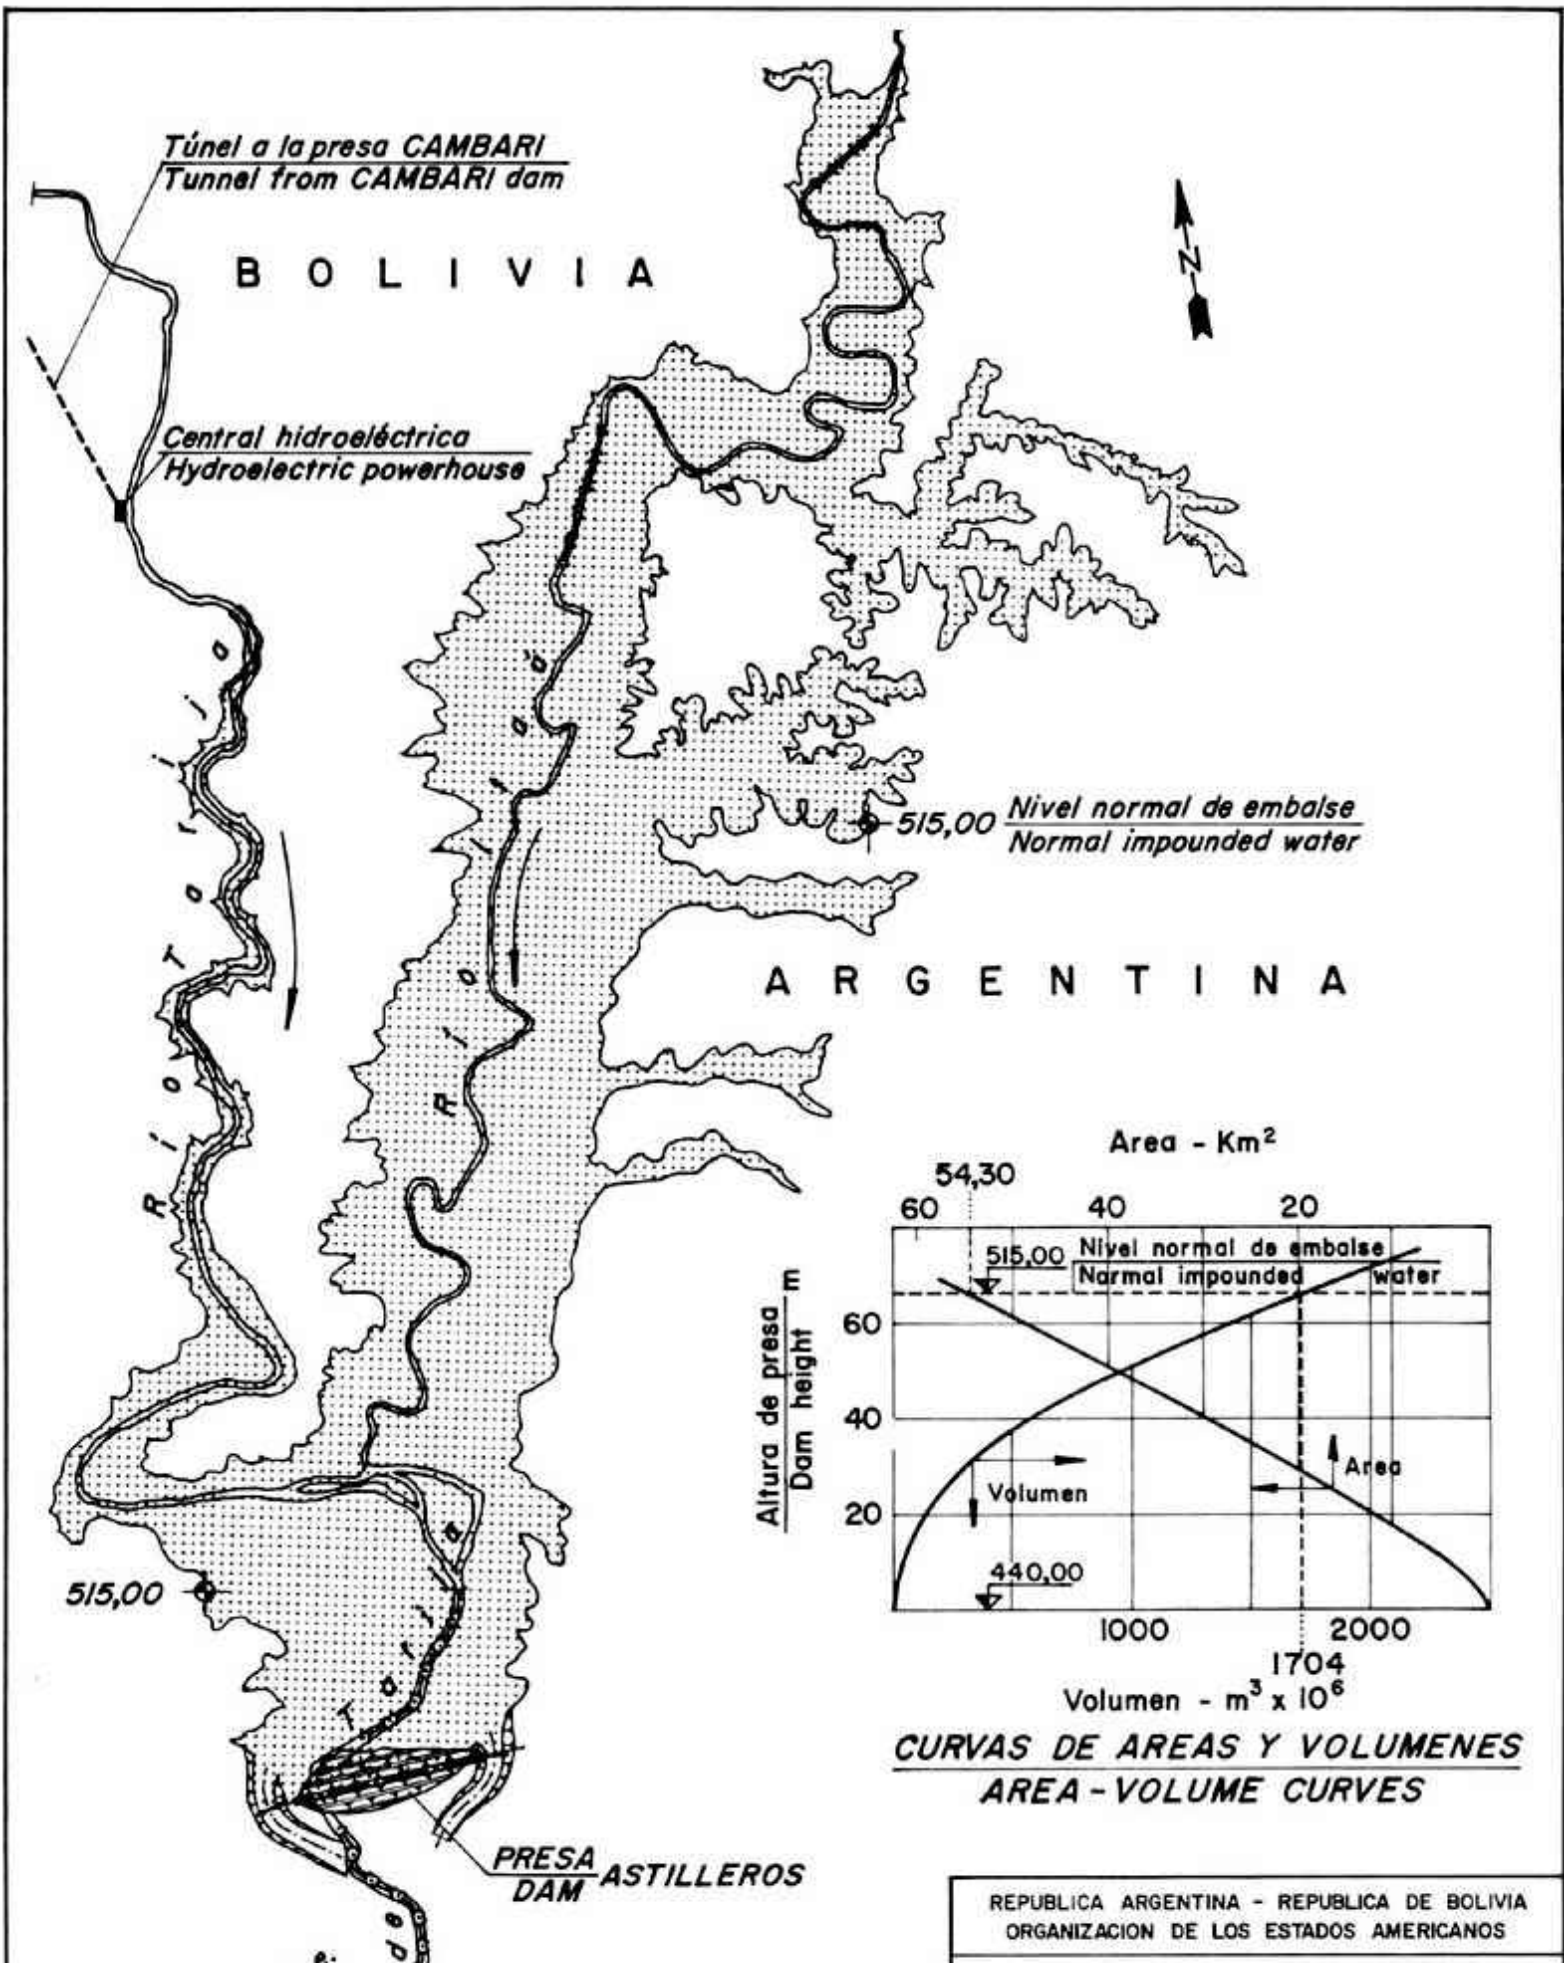 Túnel a la presa CAMBARI
Tunnel from CAMBARI dam
BOLIVIA
N
Central hidroeléctrica
Hydroelectric powerhouse
Río Tarija
Río Itaú
515,00 Nivel normal de embalse
Normal impounded water
ARGENTINA
Area - Km²
54,30
60 40 20
515,00 Nivel normal de embalse
Normal impounded water
Altura de presa
Dam height
m
60
40
20
Area
Volumen
440,00
1000 2000
1704
Volumen - m³ x 10⁶
CURVAS DE AREAS Y VOLUMENES
AREA - VOLUME CURVES
515,00
Tarija
PRESA
DAM
ASTILLEROS
de
REPUBLICA ARGENTINA - REPUBLICA DE BOLIVIA
ORGANIZACION DE LOS ESTADOS AMERICANOS